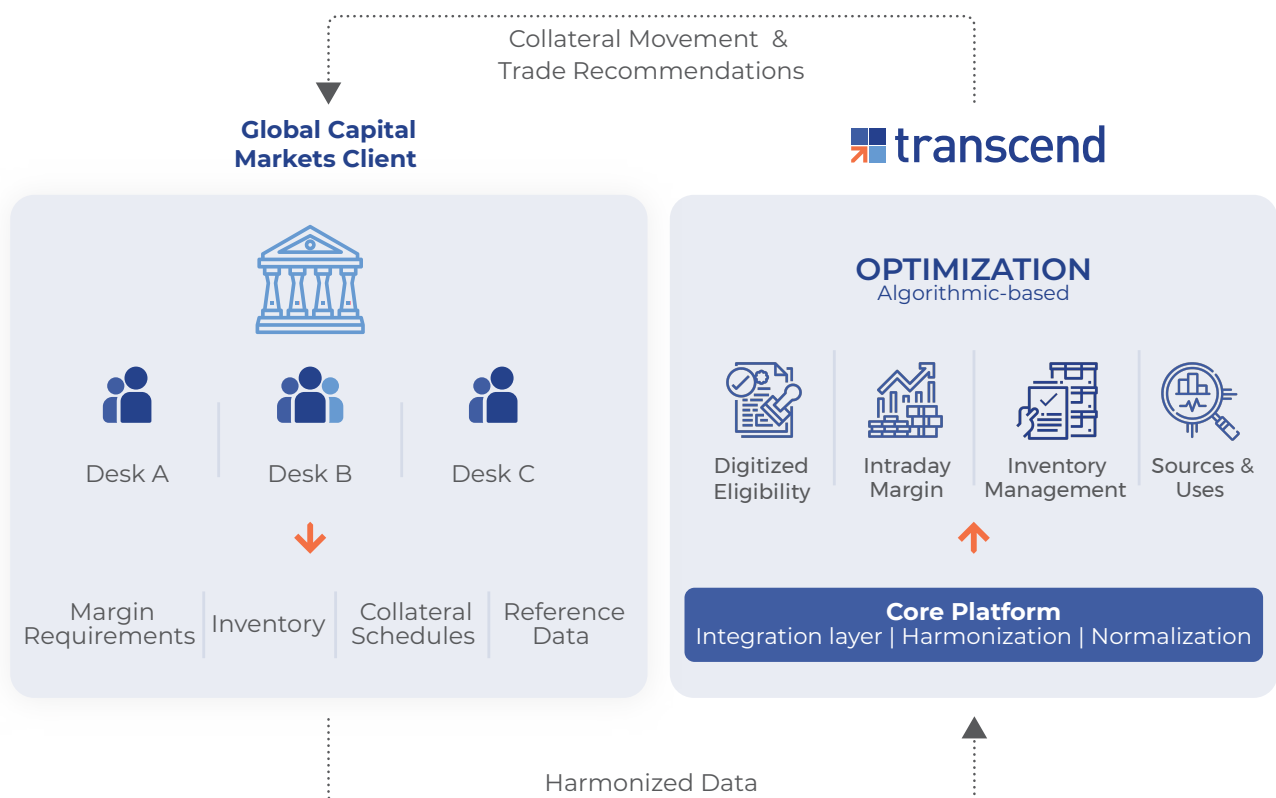 Collateral Movement &
Trade Recommendations
Global Capital
Markets Client
transcend
Desk A
Desk B
Desk C
Margin
Requirements
Inventory
Collateral
Schedules
Reference
Data
OPTIMIZATION
Algorithmic-based
Digitized
Eligibility
Intraday
Margin
Inventory
Management
Sources &
Uses
Core Platform
Integration layer | Harmonization | Normalization
Harmonized Data